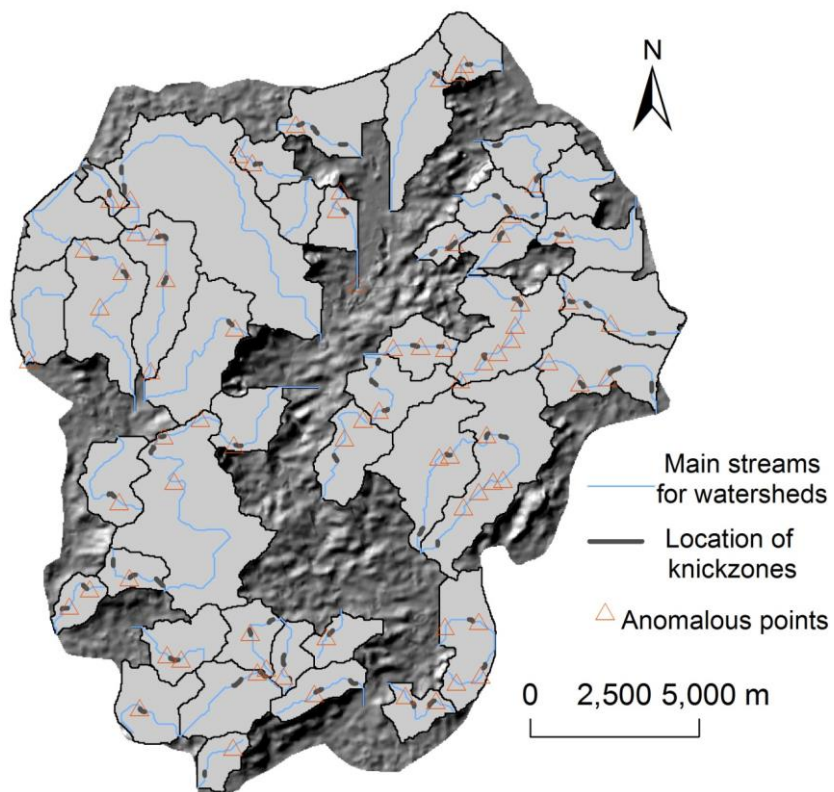 N
Main streams
for watersheds
Location of
knickzones
Anomalous points
0 2,500 5,000 m